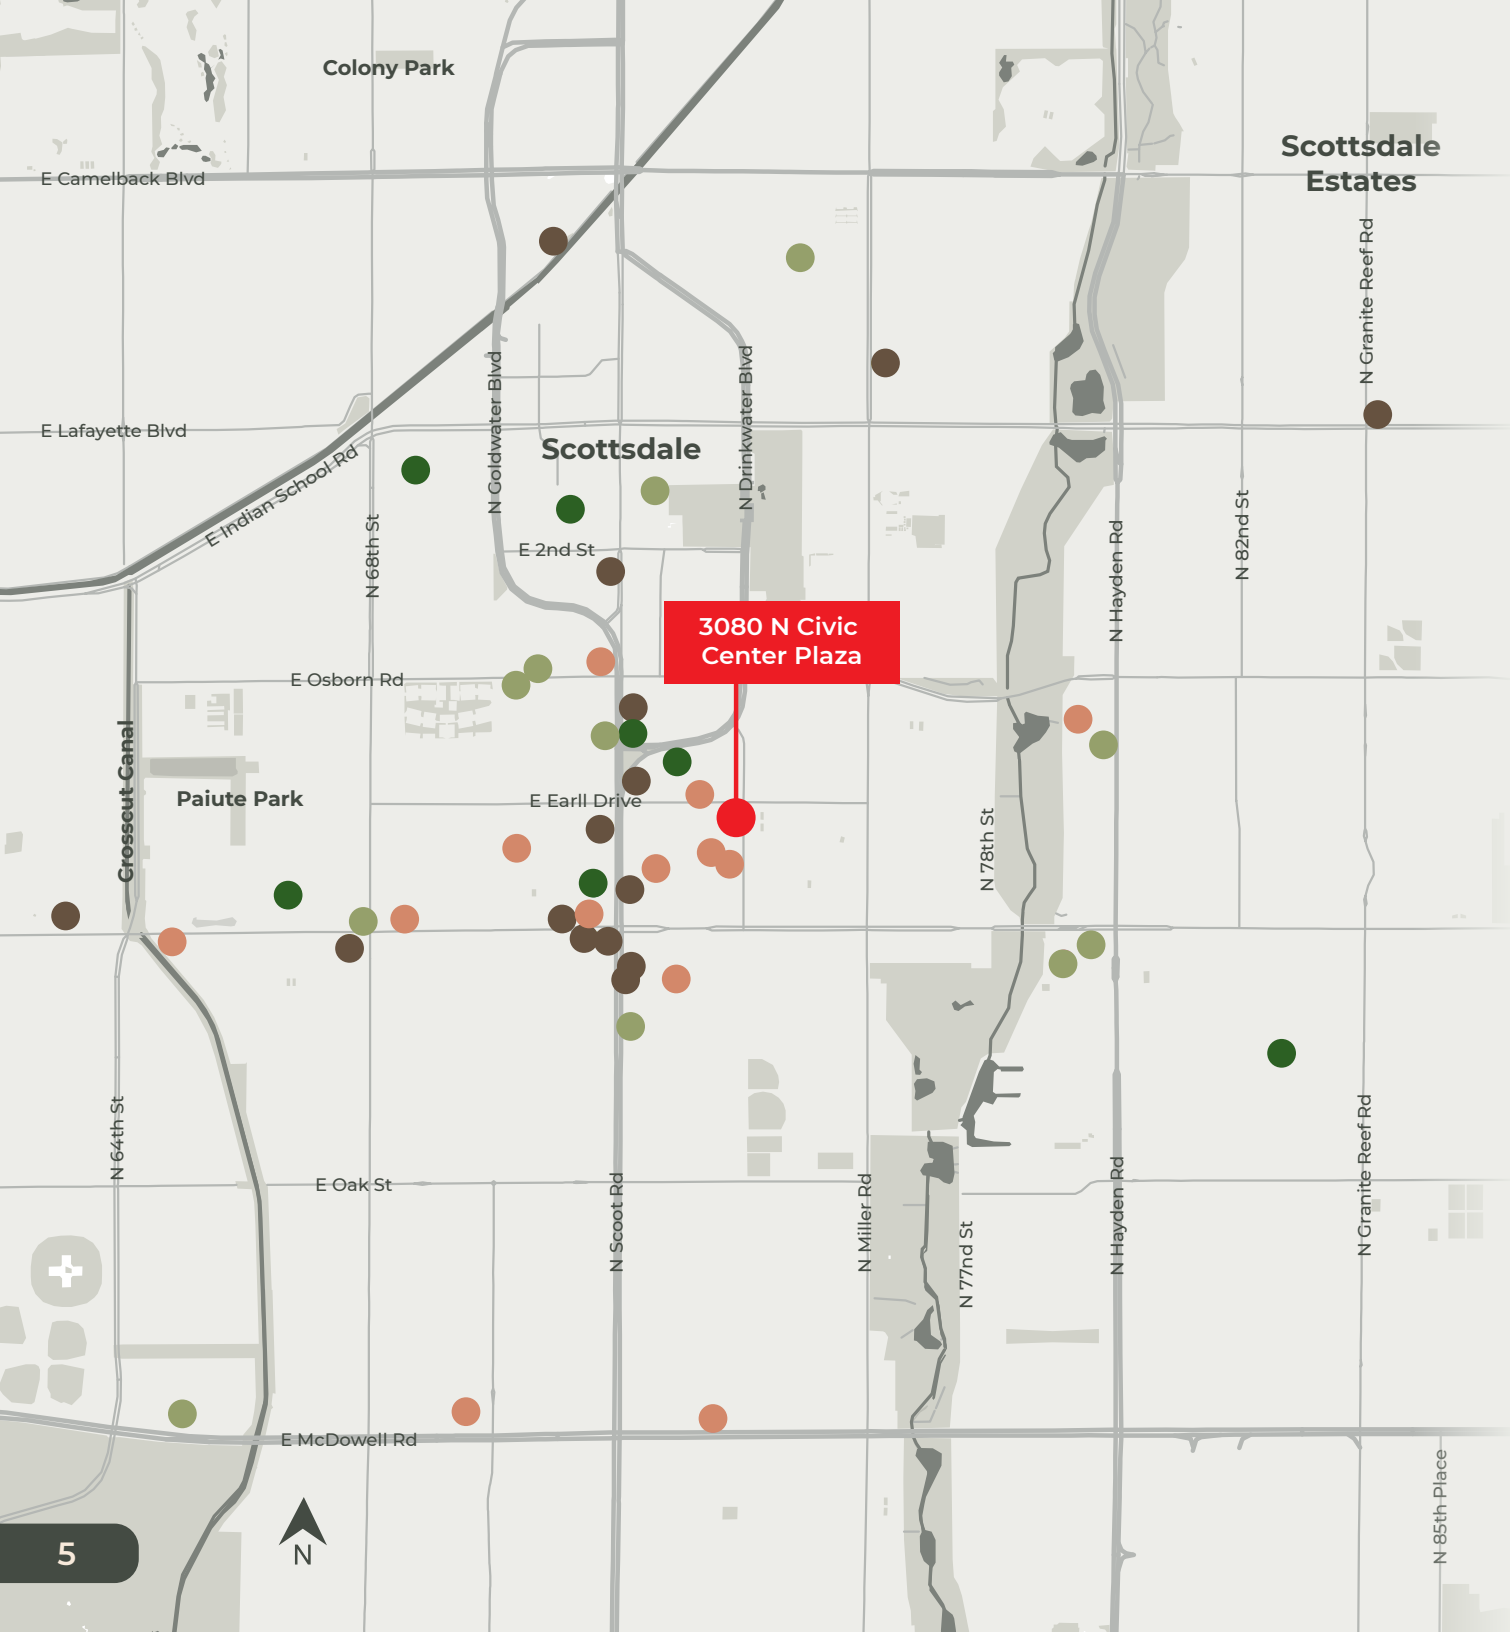 Colony Park
Scottsdale
Estates
E Camelback Blvd
N Granite Reef Rd
E Lafayette Blvd
N Goldwater Blvd
N Drinkwater Blvd
Scottsdale
E Indian School Rd
N 68th St
E 2nd St
N Hayden Rd
N 82nd St
3080 N Civic
Center Plaza
E Osborn Rd
Crosscut Canal
Paiute Park
E Earll Drive
N 78th St
N 64th St
E Oak St
N Scoot Rd
N Miller Rd
N 77nd St
N Hayden Rd
N Granite Reef Rd
E McDowell Rd
N 85th Place
5
N